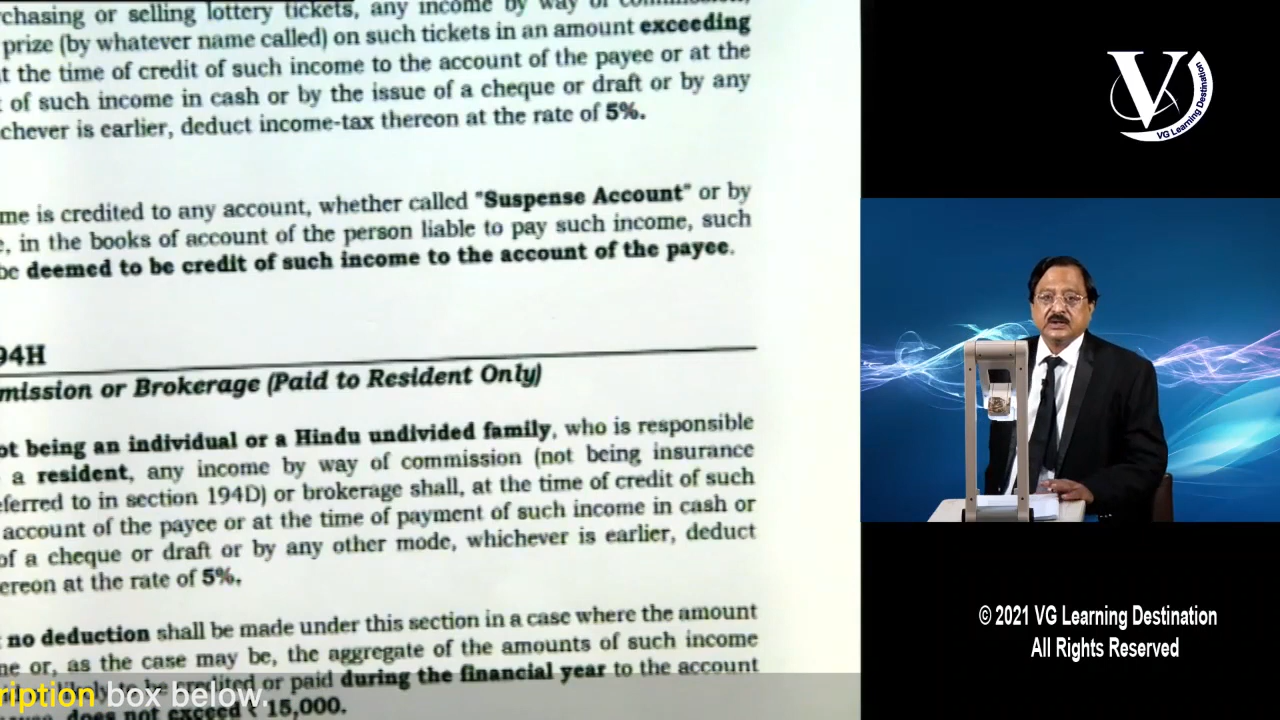 rchasing or selling lottery tickets, any income by way of commission,
prize (by whatever name called) on such tickets in an amount exceeding
t the time of credit of such income to the account of the payee or at the
t of such income in cash or by the issue of a cheque or draft or by any
chever is earlier, deduct income-tax thereon at the rate of 5%.
me is credited to any account, whether called "Suspense Account" or by
e, in the books of account of the person liable to pay such income, such
be deemed to be credit of such income to the account of the payee.
94H
mission or Brokerage (Paid to Resident Only)
ot being an individual or a Hindu undivided family, who is responsible
a resident, any income by way of commission (not being insurance
eferred to in section 194D) or brokerage shall, at the time of credit of such
account of the payee or at the time of payment of such income in cash or
of a cheque or draft or by any other mode, whichever is earlier, deduct
ereon at the rate of 5%.
no deduction shall be made under this section in a case where the amount
me or, as the case may be, the aggregate of the amounts of such income
likely to be credited or paid during the financial year to the account
does not exceed ₹ 15,000.
ription box below.
V
VG Learning Destination
© 2021 VG Learning Destination
All Rights Reserved